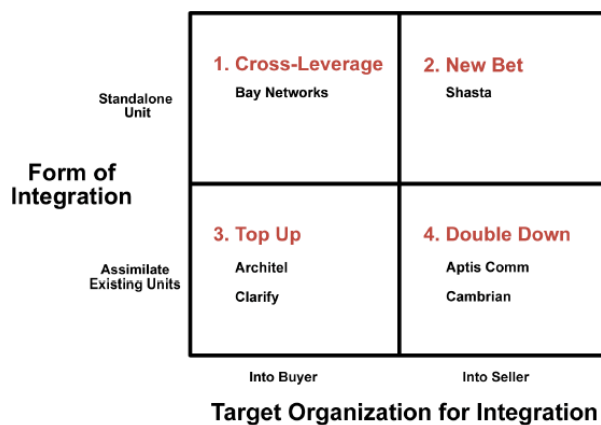 1. Cross-Leverage
Bay Networks
2. New Bet
Shasta
Standalone
Unit
Form of
Integration
3. Top Up
Architel
Clarify
4. Double Down
Aptis Comm
Cambrian
Assimilate
Existing Units
Into Buyer
Into Seller
Target Organization for Integration